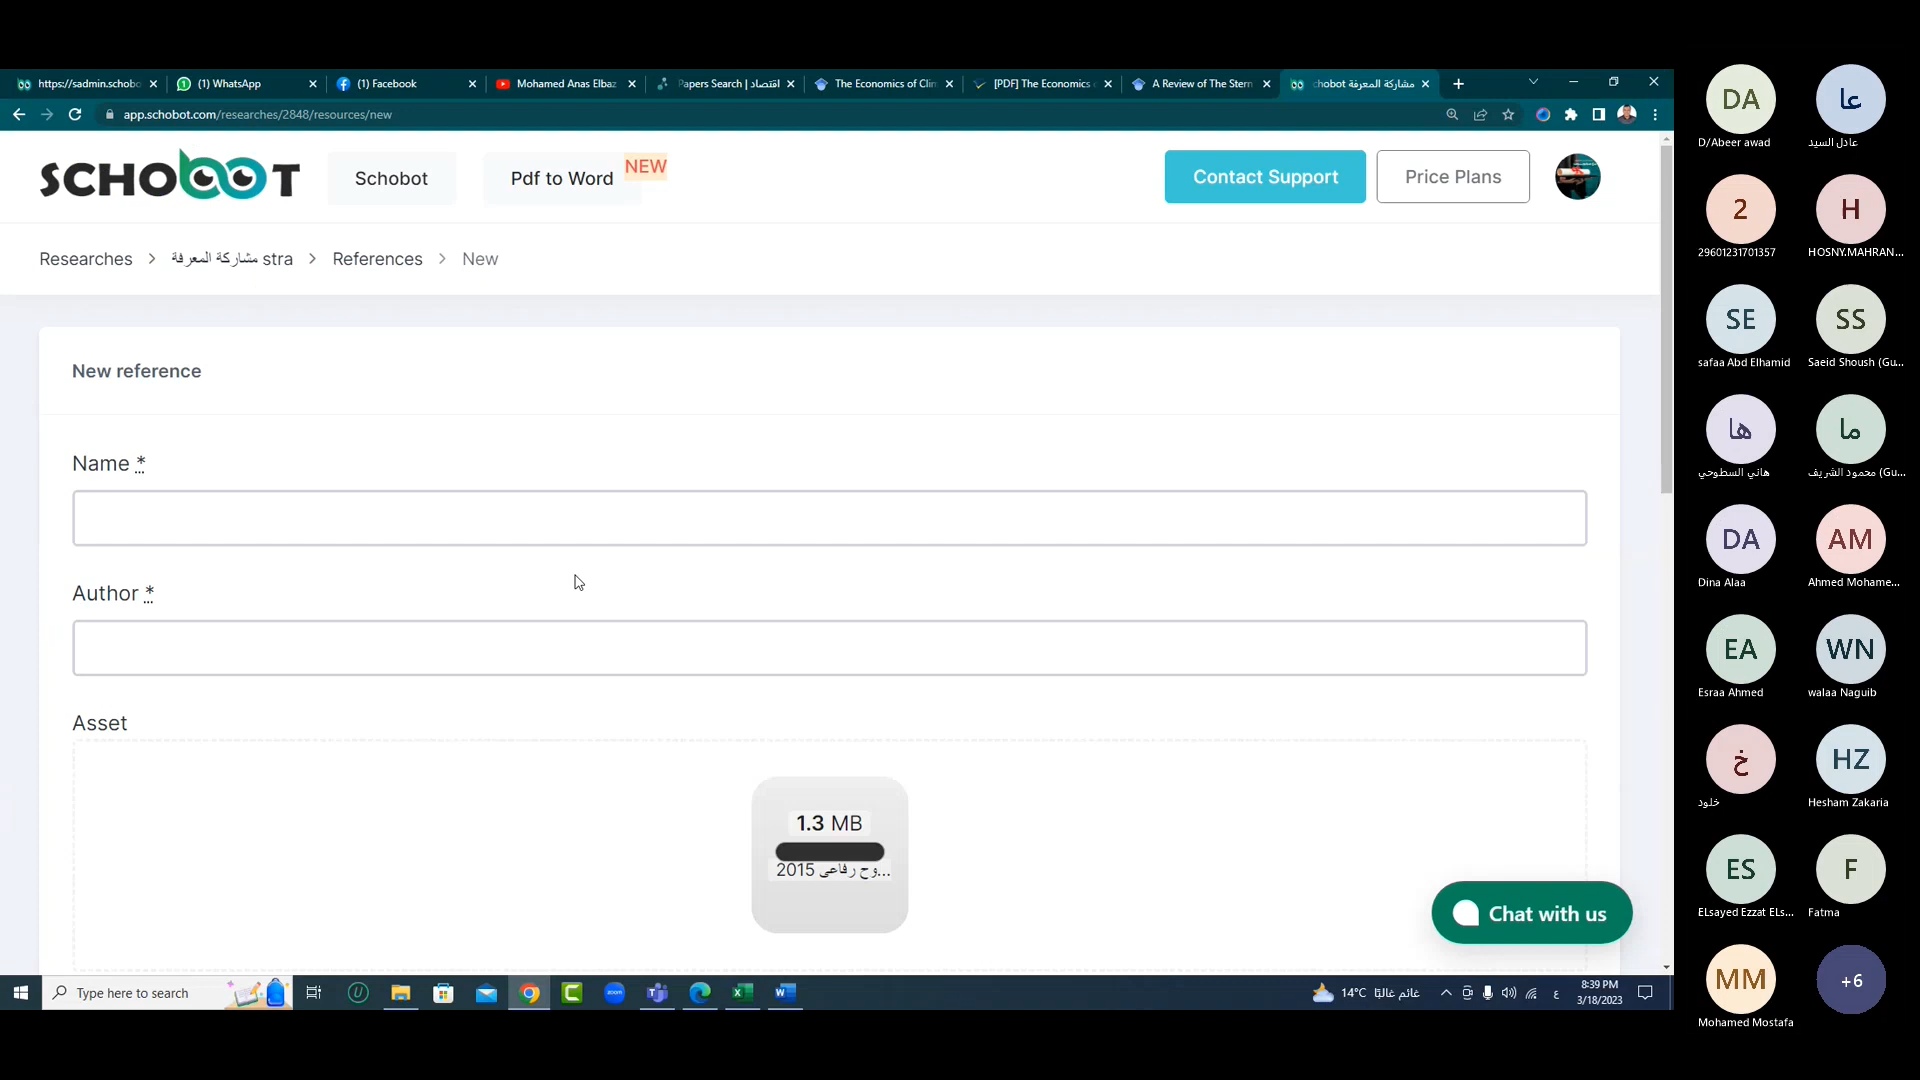 https://sadmin.schobo
(1) WhatsApp
(1) Facebook
Mohamed Anas Elbaz
Papers Search | اقتصاد
The Economics of Clim
[PDF] The Economics o
A Review of The Stern
مشاركة المعرفة chobot
app.schobot.com/researches/2848/resources/new
SCHOBOT
Schobot
Pdf to Word
NEW
Contact Support
Price Plans
Researches > مشاركة المعرفة stra > References > New
New reference
Name *
Author *
Asset
1.3 MB
...وح رفاعى 2015
Chat with us
Type here to search
14°C غائم غالبًا
ع
8:39 PM
3/18/2023
DA
D/Abeer awad
عا
عادل السيد
2
29601231701357
H
HOSNY.MAHRAN...
SE
safaa Abd Elhamid
SS
Saeid Shoush (Gu...
ها
هاني السطوحي
ما
محمود الشريف (Gu...
DA
Dina Alaa
AM
Ahmed Mohame...
EA
Esraa Ahmed
WN
walaa Naguib
خ
خلود
HZ
Hesham Zakaria
ES
ELsayed Ezzat ELs...
F
Fatma
MM
Mohamed Mostafa
+6